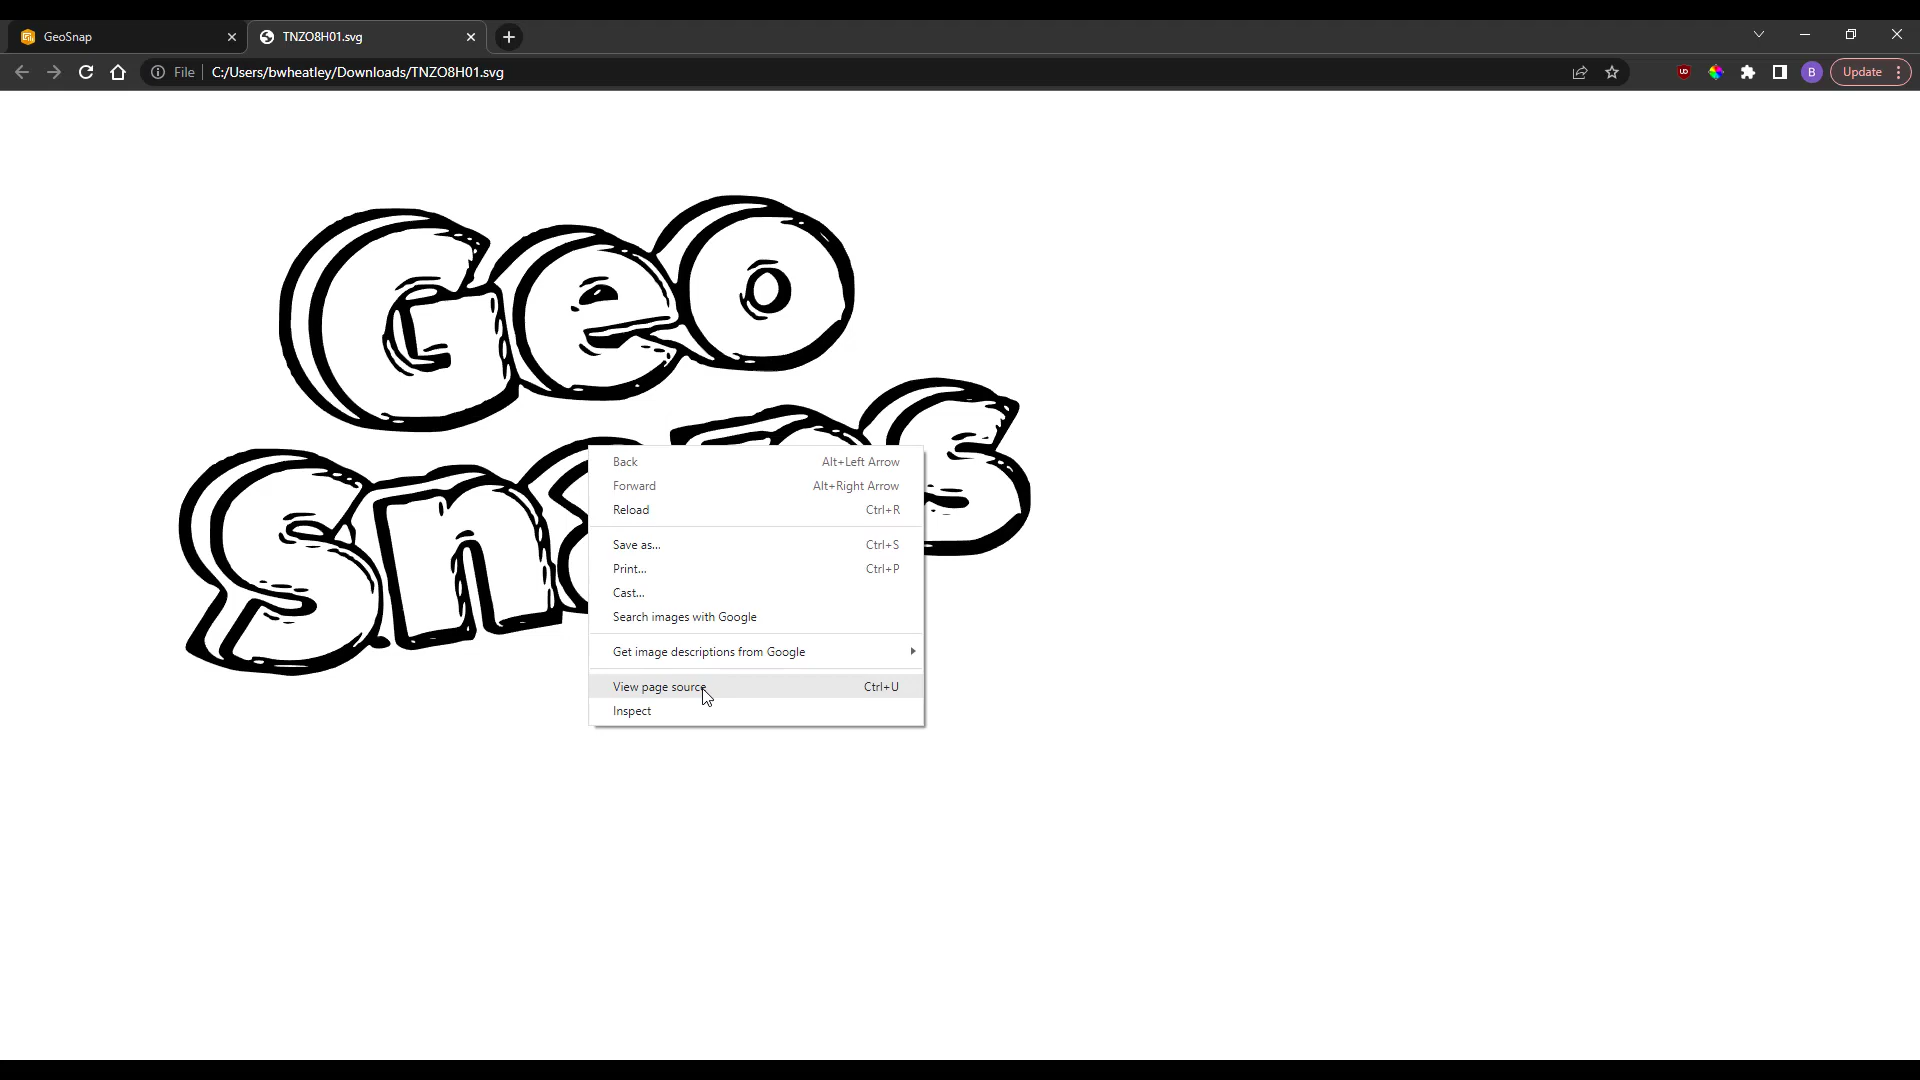 GeoSnap
TNZO8H01.svg
File
C:/Users/bwheatley/Downloads/TNZO8H01.svg
B
Update
Geo
Back Alt+Left Arrow
Forward Alt+Right Arrow
Reload Ctrl+R
Save as... Ctrl+S
Print... Ctrl+P
Cast...
Search images with Google
Get image descriptions from Google
View page source Ctrl+U
Inspect